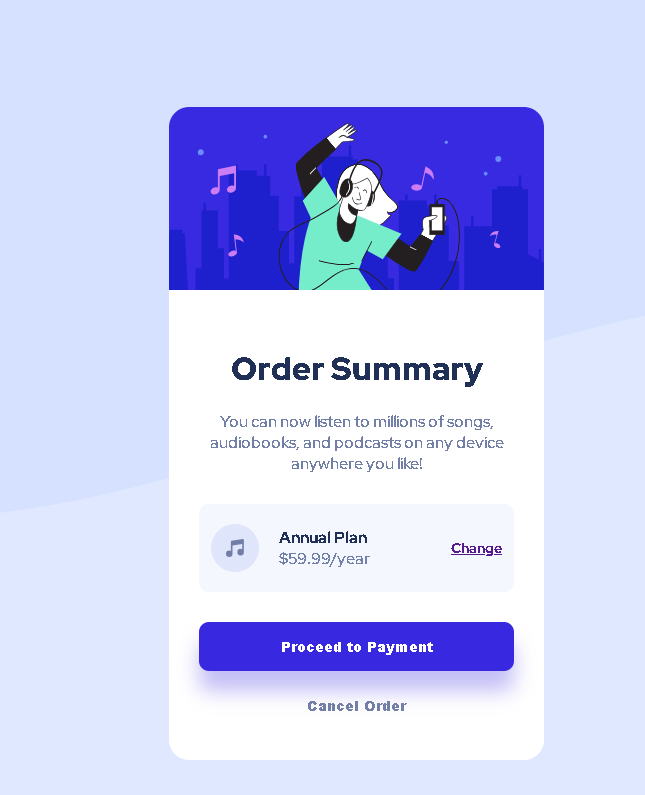 Order Summary
You can now listen to millions of songs,
audiobooks, and podcasts on any device
anywhere you like!
Annual Plan
$59.99/year
Change
Proceed to Payment
Cancel Order